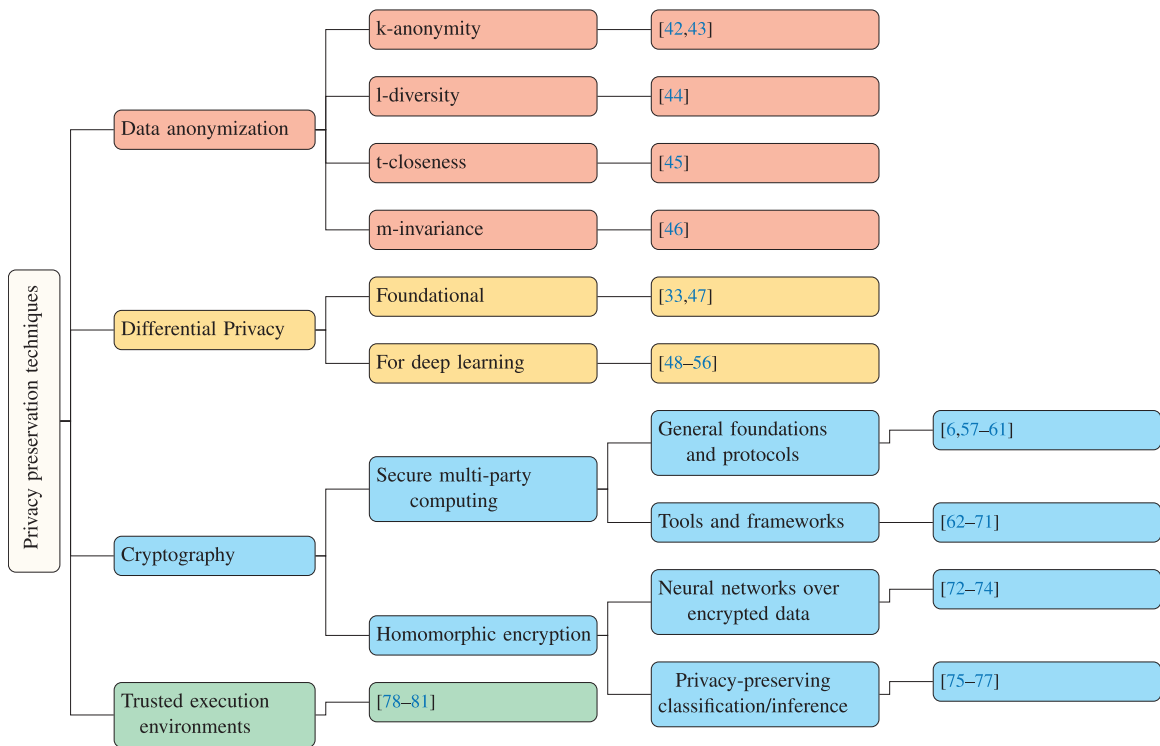 Privacy preservation techniques
Data anonymization
k-anonymity
[42,43]
l-diversity
[44]
t-closeness
[45]
m-invariance
[46]
Differential Privacy
Foundational
[33,47]
For deep learning
[48–56]
Cryptography
Secure multi-party
computing
General foundations
and protocols
[6,57–61]
Tools and frameworks
[62–71]
Homomorphic encryption
Neural networks over
encrypted data
[72–74]
Privacy-preserving
classification/inference
[75–77]
Trusted execution
environments
[78–81]